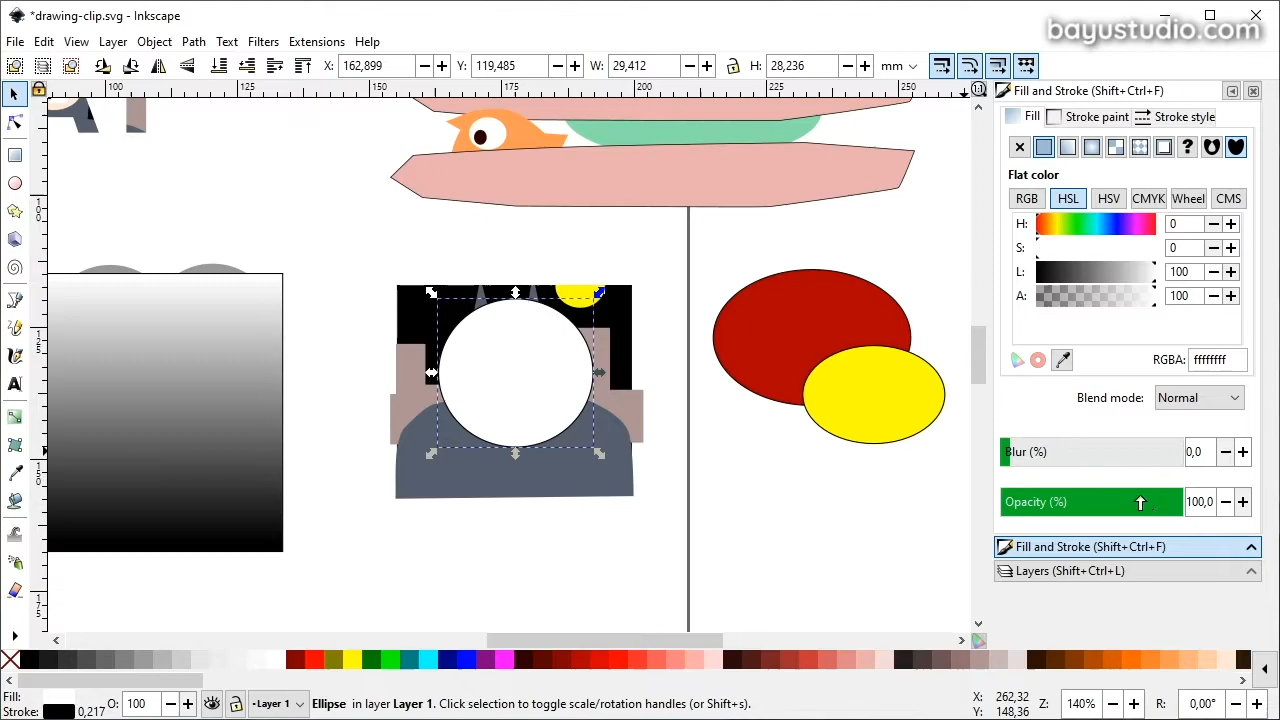 *drawing-clip.svg - Inkscape
bayustudio.com
File Edit View Layer Object Path Text Filters Extensions Help
X: 162,899 Y: 119,485 W: 29,412 H: 28,236 mm
100 125 150 175 200 225 250
Fill and Stroke (Shift+Ctrl+F)
Fill Stroke paint Stroke style
?
Flat color
RGB HSL HSV CMYK Wheel CMS
H: 0
S: 0
L: 100
A: 100
RGBA: ffffffff
Blend mode: Normal
Blur (%) 0,0
Opacity (%) 100,0
Fill and Stroke (Shift+Ctrl+F)
Layers (Shift+Ctrl+L)
100
125
150
175
Fill:
Stroke: 0,217
O: 100
Layer 1
Ellipse in layer Layer 1. Click selection to toggle scale/rotation handles (or Shift+s
X: 262,32
Y: 148,36
Z: 140% R: 0,00°